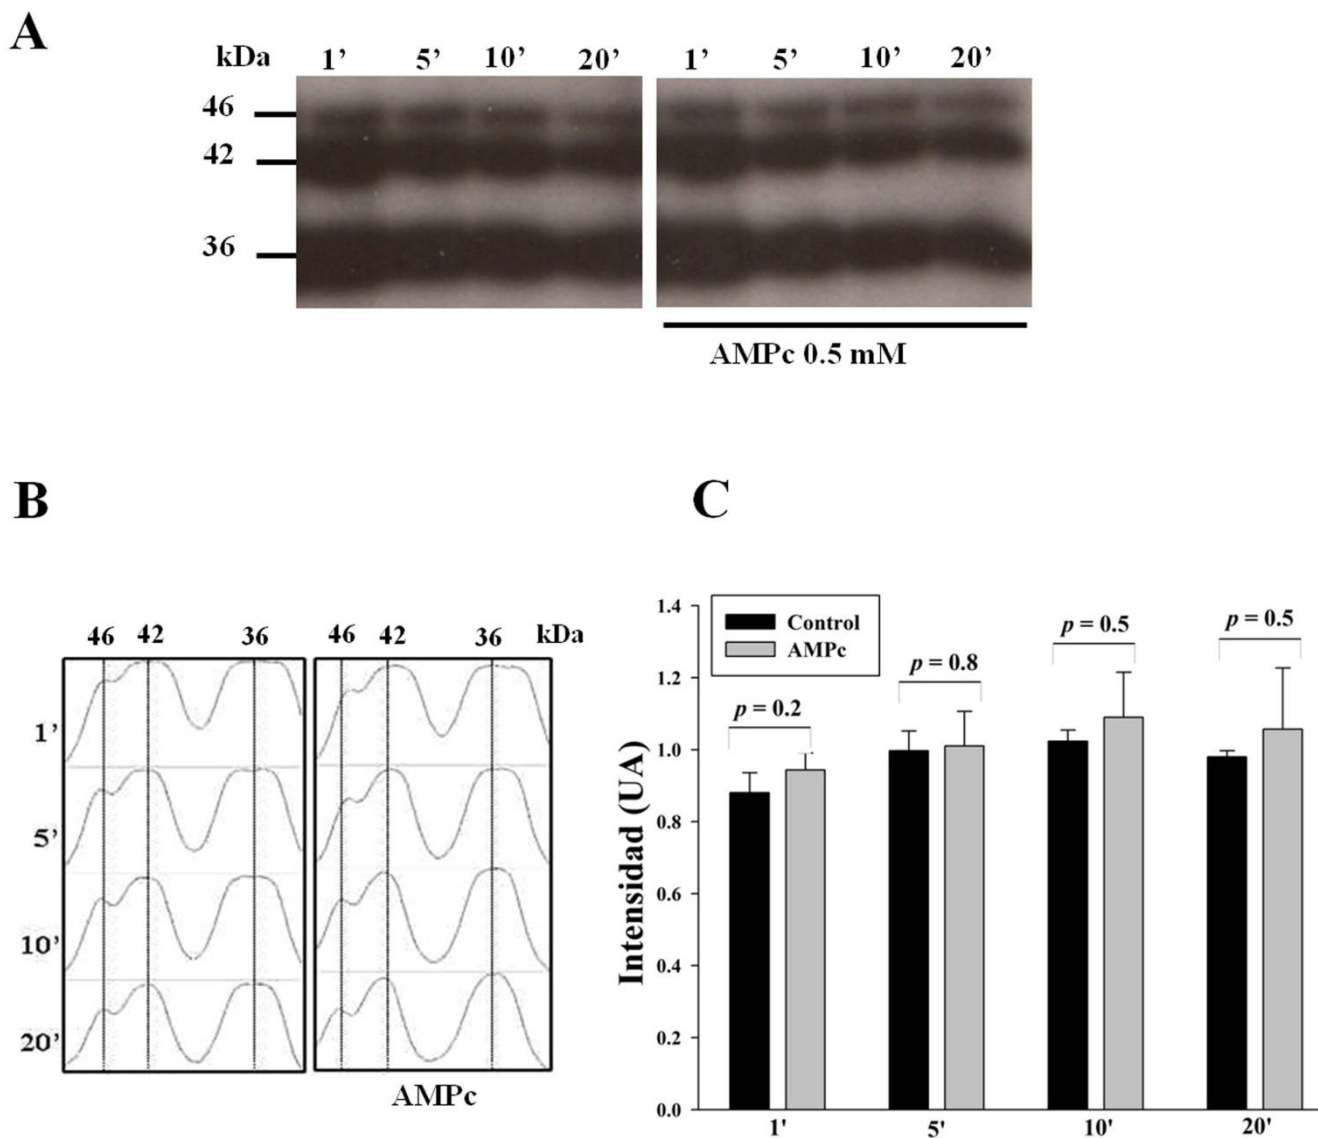 A
kDa 1’ 5’ 10’ 20’ 1’ 5’ 10’ 20’
46
42
36
AMPc 0.5 mM
B
46 42 36 46 42 36 kDa
1’
5’
10’
20’
AMPc
C
Intensidad (UA)
1.4
1.2
1.0
0.8
0.6
0.4
0.2
0.0
Control
AMPc
p = 0.2
p = 0.8
p = 0.5
p = 0.5
1' 5' 10' 20'